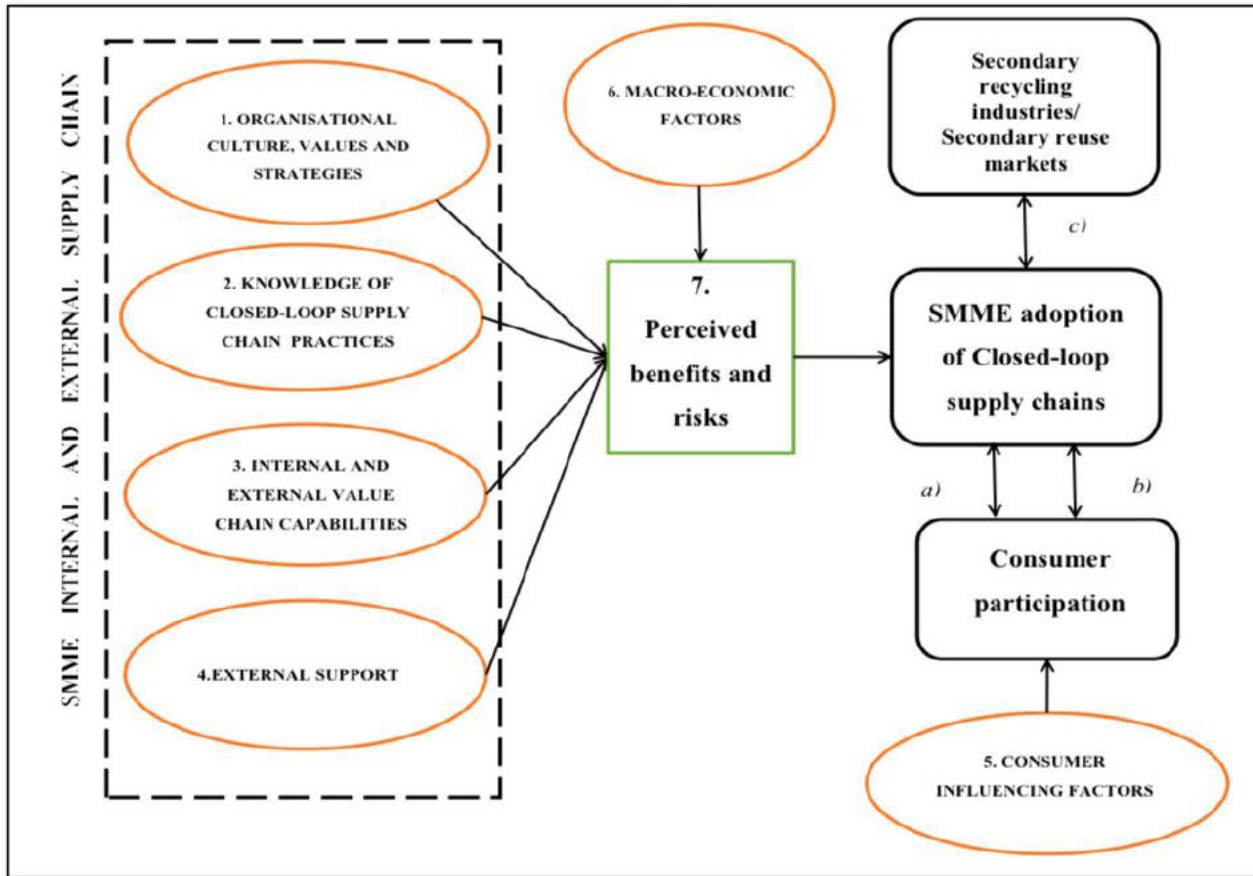 SMME INTERNAL AND EXTERNAL SUPPLY CHAIN
1. ORGANISATIONAL
CULTURE, VALUES AND
STRATEGIES
2. KNOWLEDGE OF
CLOSED-LOOP SUPPLY
CHAIN PRACTICES
3. INTERNAL AND
EXTERNAL VALUE
CHAIN CAPABILITIES
4.EXTERNAL SUPPORT
6. MACRO-ECONOMIC
FACTORS
7.
Perceived
benefits and
risks
Secondary
recycling
industries/
Secondary reuse
markets
c)
SMME adoption
of Closed-loop
supply chains
a)
b)
Consumer
participation
5. CONSUMER
INFLUENCING FACTORS